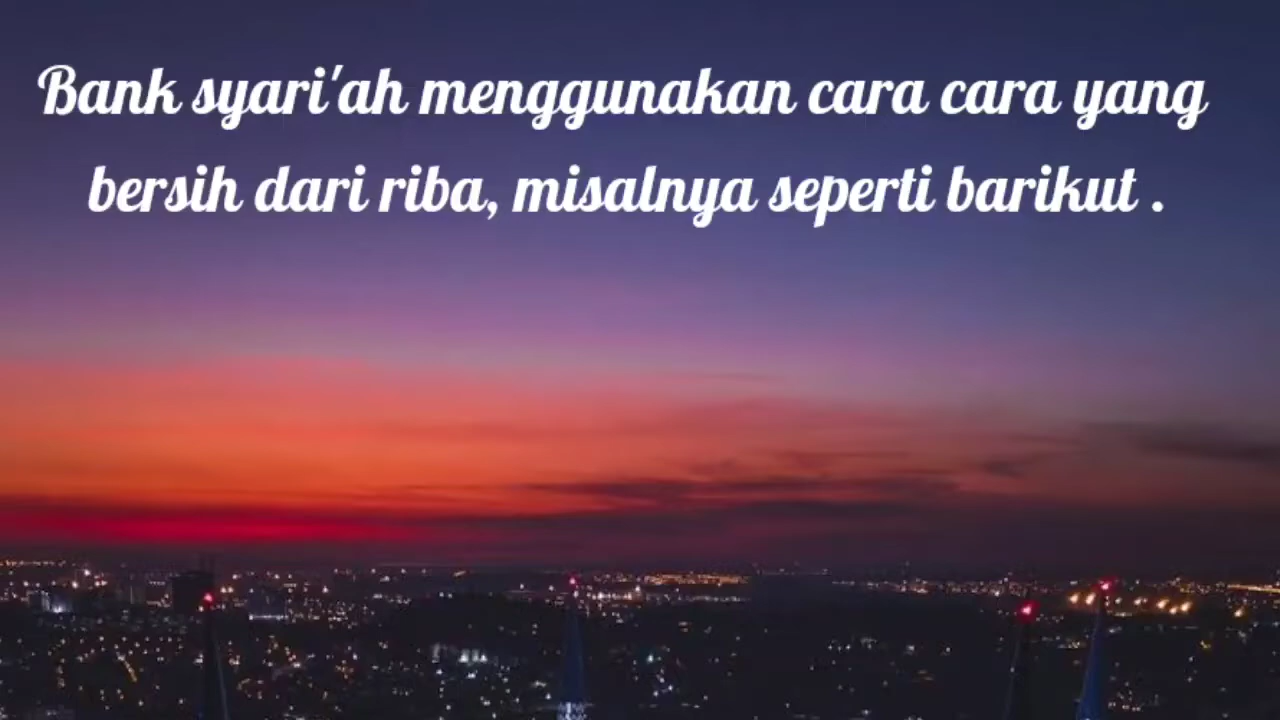 Bank syari'ah menggunakan cara cara yang
bersih dari riba, misalnya seperti barikut .